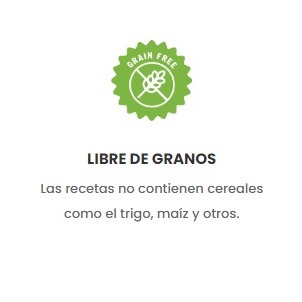 GRAIN FREE
LIBRE DE GRANOS
Las recetas no contienen cereales
como el trigo, maíz y otros.